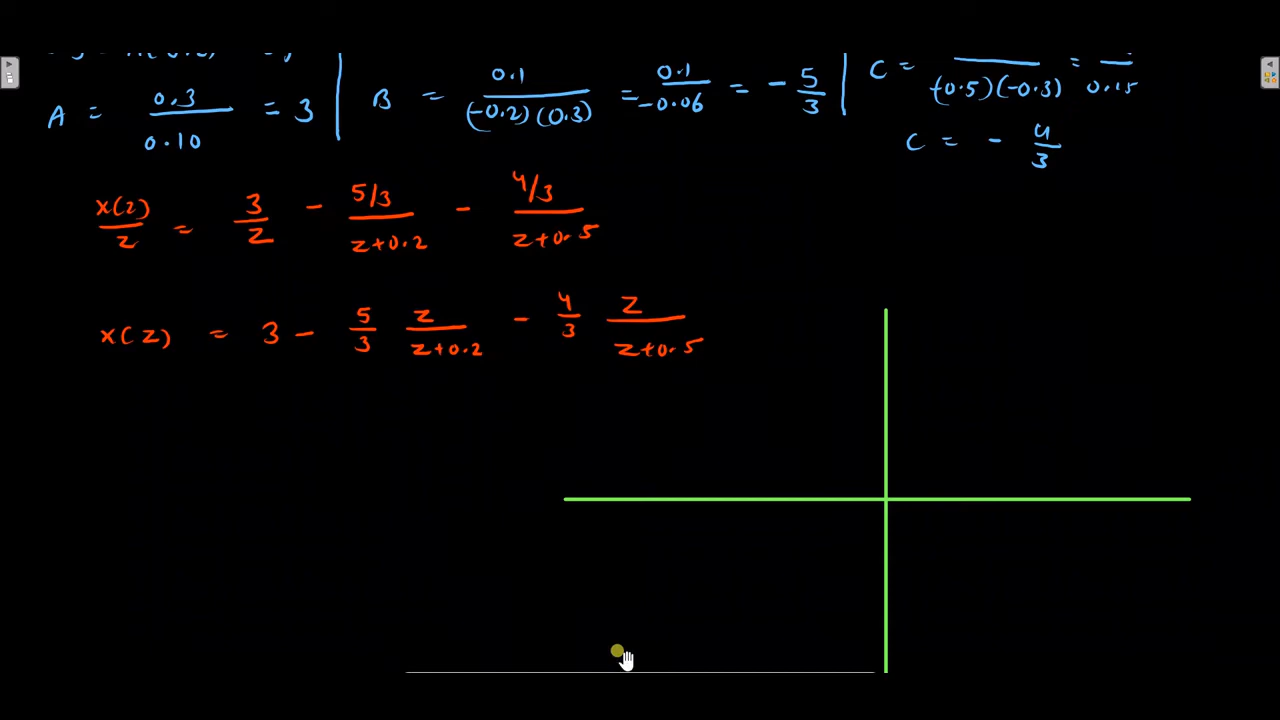 A = 0.3 / 0.10 = 3
B = 0.1 / (-0.2)(0.3) = 0.1 / -0.06 = - 5/3
C = / (-0.5)(-0.3) = / 0.15
C = - 4/3
X(z)/z = 3/z - 5/3 / z+0.2 - 4/3 / z+0.5
X(z) = 3 - 5/3 z/z+0.2 - 4/3 z/z+0.5